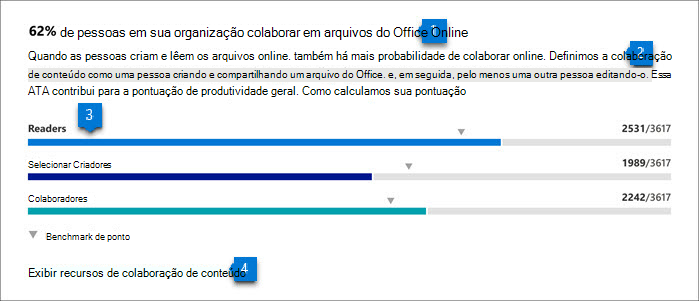 62% de pessoas em sua organização colaborar em arquivos do Office Online
1
Quando as pessoas criam e lêem os arquivos online. também há mais probabilidade de colaborar online. Definimos a colaboração
2
de conteúdo como uma pessoa criando e compartilhando um arquivo do Office. e, em seguida, pelo menos uma outra pessoa editando-o. Essa
ATA contribui para a pontuação de produtividade geral. Como calculamos sua pontuação
3
Readers 2531/3617
Selecionar Criadores 1989/3617
Colaboradores 2242/3617
Benchmark de ponto
Exibir recursos de colaboração de conteúdo
4